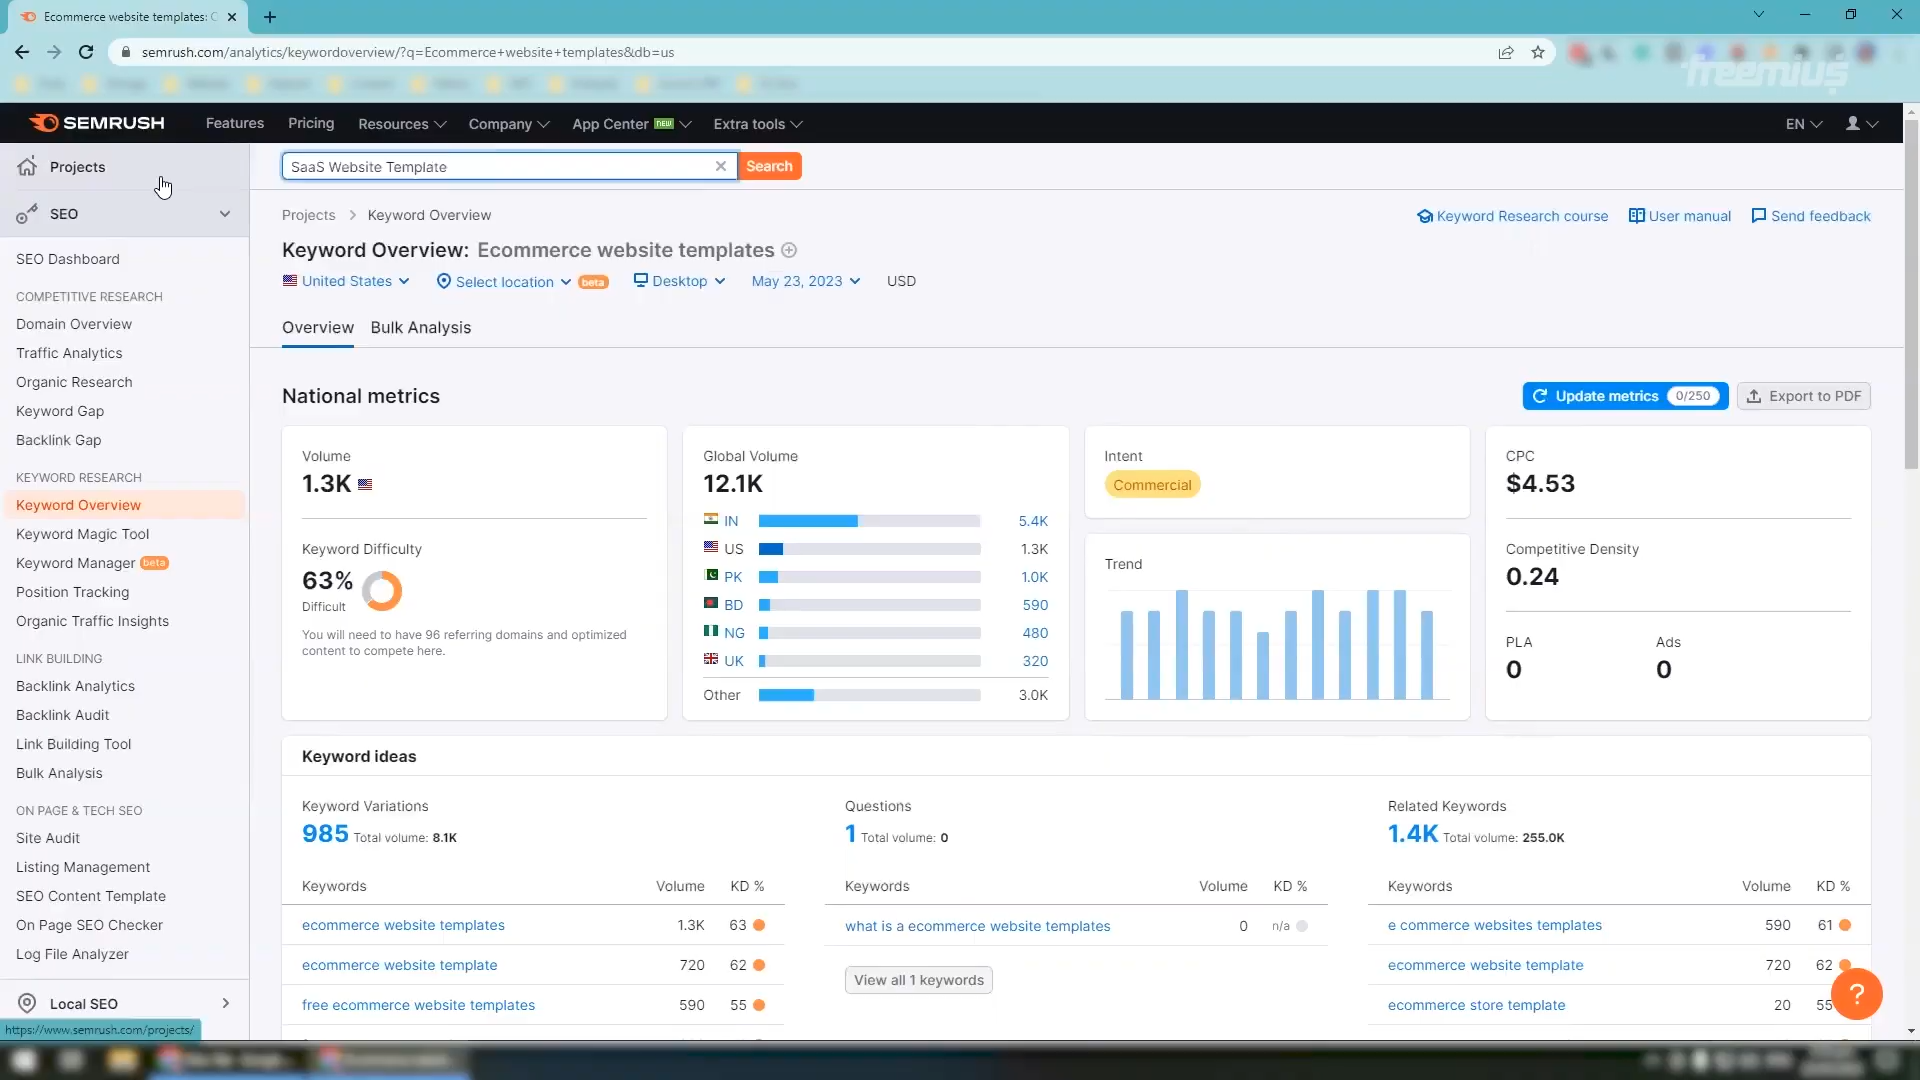 Ecommerce website templates: C
semrush.com/analytics/keywordoverview/?q=Ecommerce+website+templates&db=us
freemius
SEMRUSH
Features
Pricing
Resources
Company
App Center NEW
Extra tools
EN
Projects
SEO
SEO Dashboard
COMPETITIVE RESEARCH
Domain Overview
Traffic Analytics
Organic Research
Keyword Gap
Backlink Gap
KEYWORD RESEARCH
Keyword Overview
Keyword Magic Tool
Keyword Manager beta
Position Tracking
Organic Traffic Insights
LINK BUILDING
Backlink Analytics
Backlink Audit
Link Building Tool
Bulk Analysis
ON PAGE & TECH SEO
Site Audit
Listing Management
SEO Content Template
On Page SEO Checker
Log File Analyzer
Local SEO
https://www.semrush.com/projects/
SaaS Website Template
Search
Projects > Keyword Overview
Keyword Research course
User manual
Send feedback
Keyword Overview: Ecommerce website templates
United States
Select location beta
Desktop
May 23, 2023
USD
Overview
Bulk Analysis
National metrics
Update metrics 0/250
Export to PDF
Volume
1.3K
Keyword Difficulty
63%
Difficult
You will need to have 96 referring domains and optimized
content to compete here.
Global Volume
12.1K
IN 5.4K
US 1.3K
PK 1.0K
BD 590
NG 480
UK 320
Other 3.0K
Intent
Commercial
Trend
CPC
$4.53
Competitive Density
0.24
PLA Ads
0 0
Keyword ideas
Keyword Variations
985 Total volume: 8.1K
Keywords Volume KD %
ecommerce website templates 1.3K 63
ecommerce website template 720 62
free ecommerce website templates 590 55
Questions
1 Total volume: 0
Keywords Volume KD %
what is a ecommerce website templates 0 n/a
View all 1 keywords
Related Keywords
1.4K Total volume: 255.0K
Keywords Volume KD %
e commerce websites templates 590 61
ecommerce website template 720 62
ecommerce store template 20 55
?